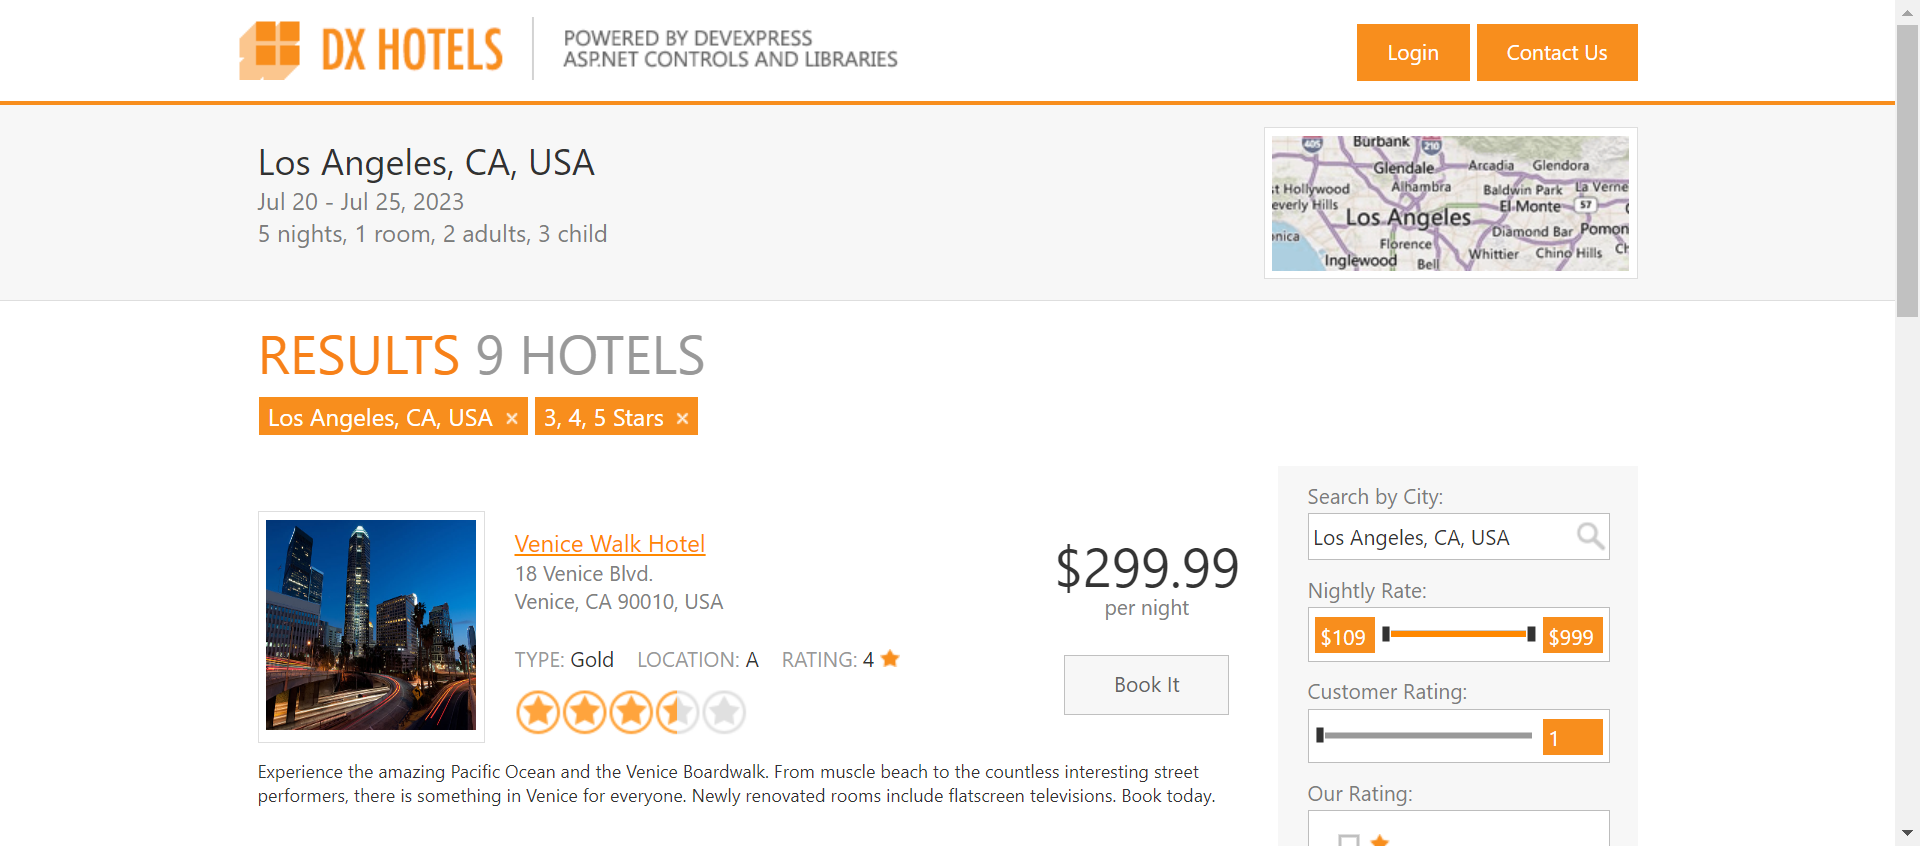 DX HOTELS
POWERED BY DEVEXPRESS
ASP.NET CONTROLS AND LIBRARIES
Login
Contact Us
Los Angeles, CA, USA
Jul 20 - Jul 25, 2023
5 nights, 1 room, 2 adults, 3 child
405
Burbank
210
Glendale
Arcadia
Glendora
st Hollywood
Alhambra
Baldwin Park
La Verne
everly Hills
El Monte
57
Los Angeles
onica
Diamond Bar
Pomon
Florence
Whittier
Chino Hills
Ch
Inglewood
Bell
RESULTS 9 HOTELS
Los Angeles, CA, USA ×
3, 4, 5 Stars ×
Venice Walk Hotel
18 Venice Blvd.
Venice, CA 90010, USA
TYPE: Gold LOCATION: A RATING: 4
$299.99
per night
Book It
Experience the amazing Pacific Ocean and the Venice Boardwalk. From muscle beach to the countless interesting street
performers, there is something in Venice for everyone. Newly renovated rooms include flatscreen televisions. Book today.
Search by City:
Los Angeles, CA, USA
Nightly Rate:
$109
$999
Customer Rating:
1
Our Rating: